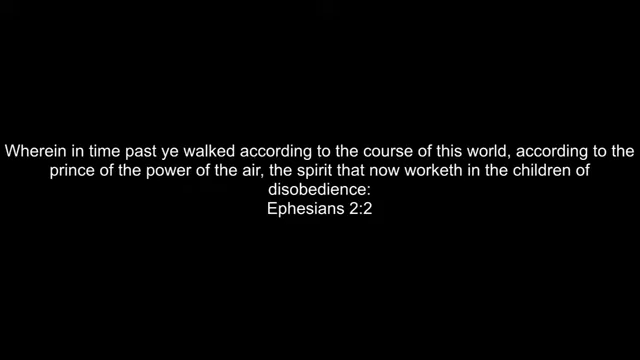 Wherein in time past ye walked according to the course of this world, according to the
prince of the power of the air, the spirit that now worketh in the children of
disobedience:
Ephesians 2:2